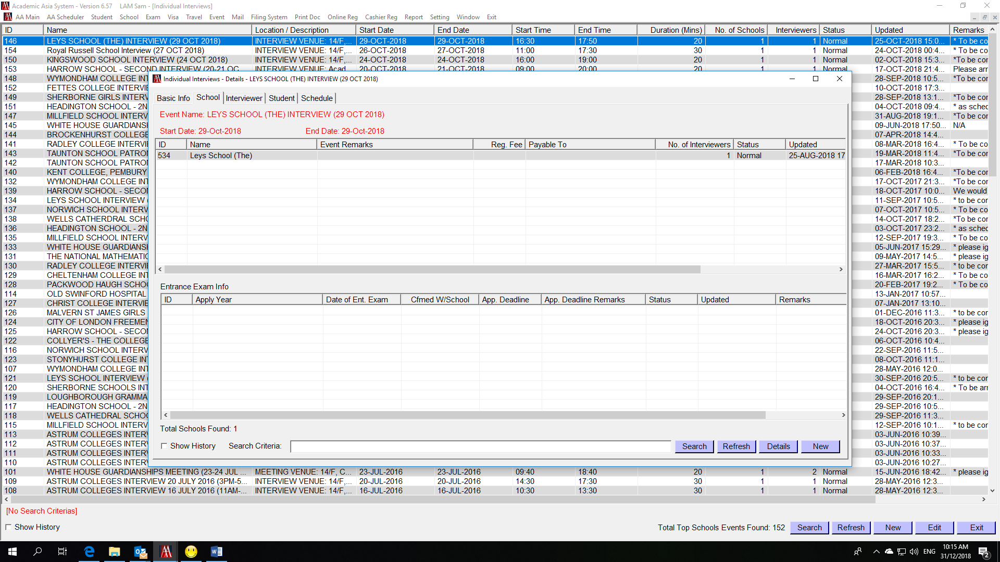 Academic Asia System - Version 6.57 LAM Sam - [Individual Interviews]
AA Main AA Scheduler Student School Exam Visa Travel Event Mail Filing System Print Doc Online Reg Cashier Reg Report Setting Window Exit
ID Name Location / Description Start Date End Date Start Time End Time Duration (Mins) No. of Schools Interviewers Status Updated Remarks
146 LEYS SCHOOL (THE) INTERVIEW (29 OCT 2018) INTERVIEW VENUE: 14/F,... 29-OCT-2018 29-OCT-2018 16:30 17:50 20 1 1 Normal 25-OCT-2018 15:0... * To be co
154 Royal Russell School Interview (27 OCT 2018) INTERVIEW VENUE: 14/F,... 26-OCT-2018 27-OCT-2018 11:00 17:30 30 1 1 Normal 24-OCT-2018 00:4... * To be co
150 KINGSWOOD SCHOOL INTERVIEW (24 OCT 2018) INTERVIEW VENUE: 14/F,... 24-OCT-2018 24-OCT-2018 16:00 19:00 20 1 1 Normal 02-OCT-2018 15:3... *To be cor
153 HARROW SCHOOL - SECOND INTERVIEW (20-21 OC... INTERVIEW VENUE: Acad... 20-OCT-2018 21-OCT-2018 09:00 20:00 20 1 1 Normal 17-OCT-2018 21:4... Please arr
148 WYMONDHAM COLLEGE INT 28-SEP-2018 10:5... *To be cor
152 FETTES COLLEGE INTERVIE 10-OCT-2018 17:3...
149 SHERBORNE GIRLS INTERV 28-SEP-2018 13:1... *To be cor
151 HEADINGTON SCHOOL - 2N 04-OCT-2018 09:4... * as sched
147 MILLFIELD SCHOOL INTERV 31-AUG-2018 19:1... *To be cor
145 WHITE HOUSE GUARDIANSH 09-JUN-2018 17:50... N/A
144 BROCKENHURST COLLEGE 07-APR-2018 14:4...
141 RADLEY COLLEGE INTERVIE 08-MAR-2018 16:4... * To be co
143 TAUNTON SCHOOL PATRON 19-MAR-2018 11:4... *To be cor
142 TAUNTON SCHOOL PATRON 17-MAR-2018 10:3...
140 KENT COLLEGE, PEMBURY 06-FEB-2018 16:4... *To be cor
132 WYMONDHAM COLLEGE INT 17-OCT-2017 21:3... *To be cor
139 HARROW SCHOOL - SECO 18-OCT-2017 10:0... We would
134 LEYS SCHOOL INTERVIEW ( 11-SEP-2017 10:5... * to be cor
137 NORWICH SCHOOL INTERV 07-OCT-2017 10:5... * To be co
138 WELLS CATHERDRAL SCHO 14-OCT-2017 18:2... *To be cor
136 HEADINGTON SCHOOL - 2N 03-OCT-2017 23:2... * as sched
135 MILLFIELD SCHOOL INTERV 12-SEP-2017 19:3... * To be co
133 WHITE HOUSE GUARDIANSH 05-JUN-2017 15:29... * please ig
131 THE NATIONAL MATHEMATIC 09-MAY-2017 14:5... * please ig
130 RADLEY COLLEGE INTERVIE 27-MAR-2017 15:5... * to be cor
129 CHELTENHAM COLLEGE INT 16-MAR-2017 16:2... * To be co
128 PACKWOOD HAUGH SCHO 20-FEB-2017 19:2... * To be co
114 OLD SWINFORD HOSPITAL 13-JAN-2017 10:57...
127 CHRIST COLLEGE INTERVIE 07-JAN-2017 13:10...
126 MALVERN ST JAMES GIRLS 01-DEC-2016 11:3... * to be cor
124 CITY OF LONDON FREEMEN 18-OCT-2016 20:3... * please ig
125 HARROW SCHOOL - SECO 24-OCT-2016 20:3... * please ig
122 COLLYER'S - THE COLLEGE 06-OCT-2016 10:4...
116 NORWICH SCHOOL INTERV 22-SEP-2016 11:5...
123 STONYHURST COLLEGE INT 08-OCT-2016 11:1...
107 WYMONDHAM COLLEGE INT 28-MAY-2016 12:0...
121 LEYS SCHOOL INTERVIEW ( 30-SEP-2016 20:5... * to be cor
120 SHERBORNE SCHOOLS INT 04-OCT-2016 16:4... * To be arr
119 LOUGHBOROUGH GRAMMA 29-SEP-2016 20:1...
117 HEADINGTON SCHOOL - 2N 29-SEP-2016 10:5...
118 WELLS CATHEDRAL SCHOO 29-SEP-2016 11:3...
115 MILLFIELD SCHOOL INTERV 12-SEP-2016 10:1... * to be cor
113 ASTRUM COLLEGES INTERV 03-JUN-2016 10:39...
112 ASTRUM COLLEGES INTERV 03-JUN-2016 10:37...
111 ASTRUM COLLEGES INTERV 03-JUN-2016 10:33...
110 ASTRUM COLLEGES INTERV 03-JUN-2016 10:27...
101 WHITE HOUSE GUARDIANSHIPS MEETING (23-24 JUL ... MEETING VENUE: 14/F, C... 23-JUL-2016 23-JUL-2016 09:40 18:40 20 1 2 Normal 15-JUN-2016 18:42... * please ig
109 ASTRUM COLLEGES INTERVIEW 20 JULY 2016 (3PM-5... INTERVIEW VENUE: 14/F,... 20-JUL-2016 20-JUL-2016 14:30 17:30 30 1 1 Normal 28-MAY-2016 12:3...
108 ASTRUM COLLEGES INTERVIEW 16 JULY 2016 (11AM-... INTERVIEW VENUE: 14/F,... 16-JUL-2016 16-JUL-2016 10:30 13:30 30 1 1 Normal 28-MAY-2016 12:3...
Individual Interviews - Details - LEYS SCHOOL (THE) INTERVIEW (29 OCT 2018)
Basic Info School Interviewer Student Schedule
Event Name: LEYS SCHOOL (THE) INTERVIEW (29 OCT 2018)
Start Date: 29-Oct-2018 End Date: 29-Oct-2018
ID Name Event Remarks Reg. Fee Payable To No. of Interviewers Status Updated
534 Leys School (The) 1 Normal 25-AUG-2018 17
Entrance Exam Info
ID Apply Year Date of Ent. Exam Cfmed W/School App. Deadline App. Deadline Remarks Status Updated Remarks
Total Schools Found: 1
Show History Search Criteria: Search Refresh Details New
[No Search Criterias]
Show History Total Top Schools Events Found: 152 Search Refresh New Edit Exit
ENG 10:15 AM
31/12/2018
2